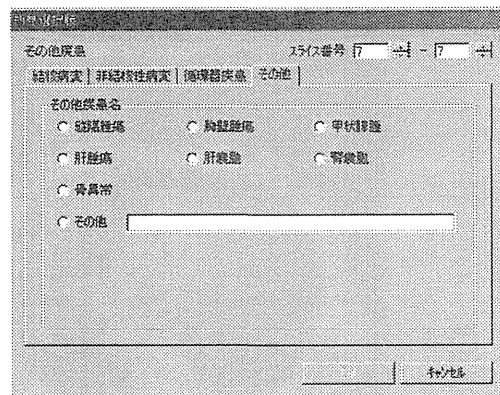 その他疾患 スライス番号 7 - 7
結核病変 非結核性病変 循環器疾患 その他
その他疾患名
縦隔腫瘍 胸壁腫瘍 甲状腺腫
肝腫瘍 肝嚢胞 腎嚢胞
骨異常
その他
キャンセル